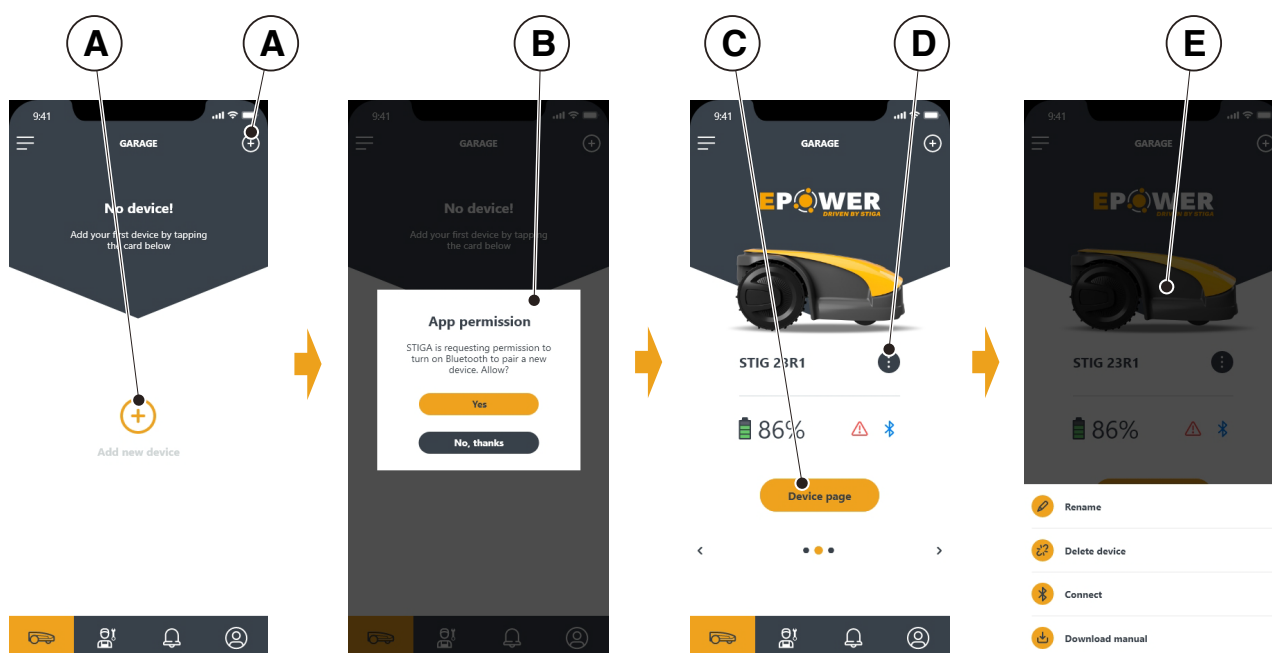 A
A
B
C
D
E
9:41
GARAGE
No device!
Add your first device by tapping
the card below
Add new device
9:41
GARAGE
No device!
Add your first device by tapping
the card below
App permission
STIGA is requesting permission to
turn on Bluetooth to pair a new
device. Allow?
Yes
No, thanks
9:41
GARAGE
EPOWER
DRIVEN BY STIGA
STIG 23R1
86%
Device page
9:41
GARAGE
EPOWER
DRIVEN BY STIGA
STIG 23R1
86%
Rename
Delete device
Connect
Download manual